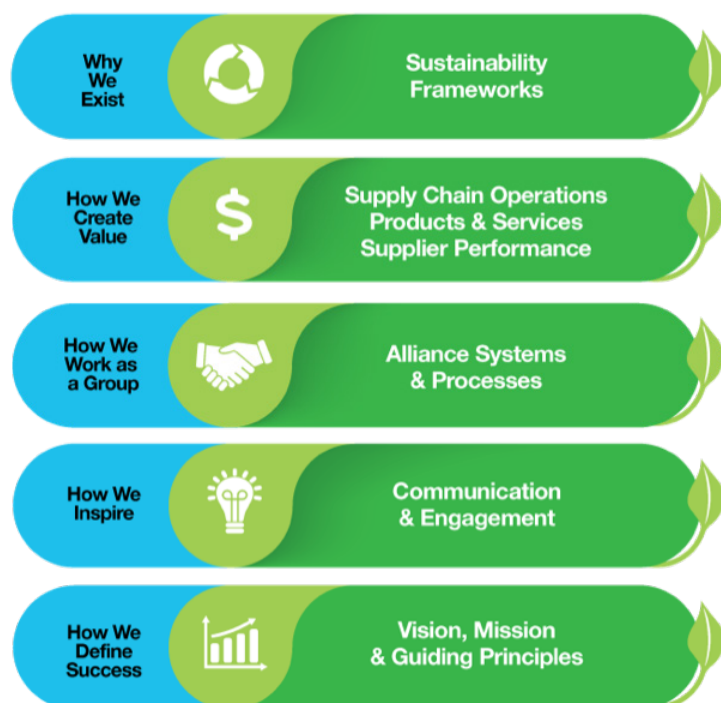 Why
We
Exist
Sustainability
Frameworks
How We
Create
Value
$
Supply Chain Operations
Products & Services
Supplier Performance
How We
Work as
a Group
Alliance Systems
& Processes
How We
Inspire
Communication
& Engagement
How We
Define
Success
Vision, Mission
& Guiding Principles